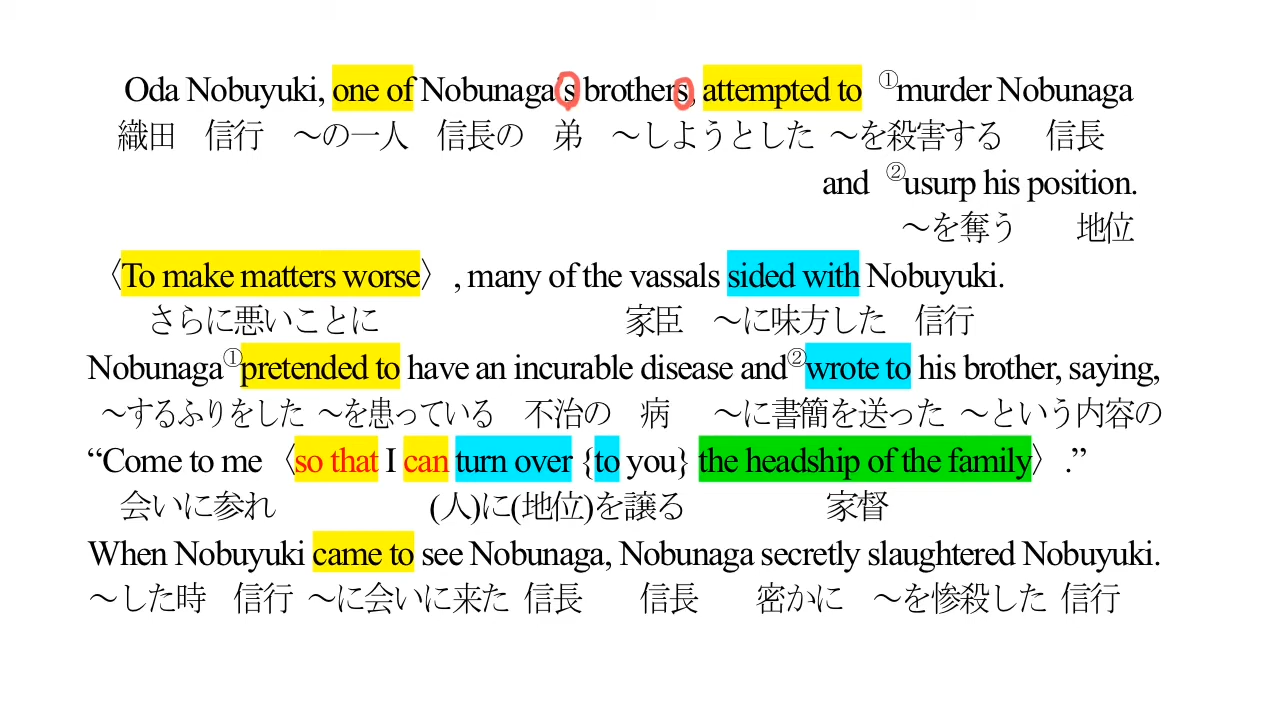 Oda Nobuyuki, one of Nobunaga's brothers, attempted to ①murder Nobunaga
織田 信行 〜の一人 信長の 弟 〜しようとした 〜を殺害する 信長
and ②usurp his position.
〜を奪う 地位
〈To make matters worse〉, many of the vassals sided with Nobuyuki.
さらに悪いことに 家臣 〜に味方した 信行
Nobunaga①pretended to have an incurable disease and②wrote to his brother, saying,
〜するふりをした 〜を患っている 不治の 病 〜に書簡を送った 〜という内容の
“Come to me〈so that I can turn over {to you} the headship of the family〉.”
会いに参れ (人)に(地位)を譲る 家督
When Nobuyuki came to see Nobunaga, Nobunaga secretly slaughtered Nobuyuki.
〜した時 信行 〜に会いに来た 信長 信長 密かに 〜を惨殺した 信行